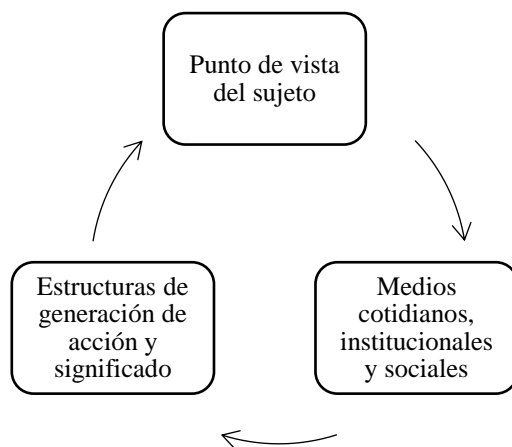 Punto de vista
del sujeto
Estructuras de
generación de
acción y
significado
Medios
cotidianos,
institucionales
y sociales